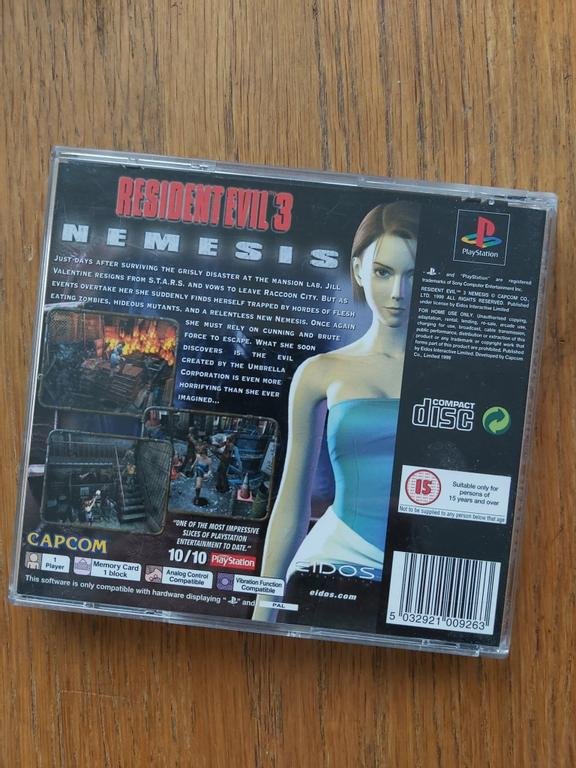 RESIDENT EVIL 3
NEMESIS
JUST DAYS AFTER SURVIVING THE GRISLY DISASTER AT THE MANSION LAB, JILL
VALENTINE RESIGNS FROM S.T.A.R.S. AND VOWS TO LEAVE RACCOON CITY. BUT AS
EVENTS OVERTAKE HER SHE SUDDENLY FINDS HERSELF TRAPPED BY HORDES OF FLESH
EATING ZOMBIES, HIDEOUS MUTANTS, AND A RELENTLESS NEW NEMESIS. ONCE AGAIN
SHE MUST RELY ON CUNNING AND BRUTE
FORCE TO ESCAPE. WHAT SHE SOON
DISCOVERS IS THE EVIL
CREATED BY THE UMBRELLA
CORPORATION IS EVEN MORE
HORRIFYING THAN SHE EVER
IMAGINED...
"ONE OF THE MOST IMPRESSIVE
SLICES OF PLAYSTATION
ENTERTAINMENT TO DATE."
10/10 PlayStation
CAPCOM
1
Player
Memory Card
1 block
Analog Control
Compatible
Vibration Function
Compatible
This software is only compatible with hardware displaying " " and PAL
EIDOS
eidos.com
PlayStation
" " and "PlayStation" are registered
trademarks of Sony Computer Entertainment Inc.
RESIDENT EVIL™ 3 NEMESIS © CAPCOM CO.,
LTD. 1999 ALL RIGHTS RESERVED. Published
under license by Eidos Interactive Limited
FOR HOME USE ONLY. Unauthorised copying,
adaptation, rental, lending, re-sale, arcade use,
charging for use, broadcast, cable transmission,
public performance, distribution or extraction of this
product or any trademark or copyright work that
forms part of this product is prohibited. Published
by Eidos Interactive Limited. Developed by Capcom
Co., Limited 1999
COMPACT
disc
15
Suitable only for
persons of
15 years and over
Not to be supplied to any person below that age
5 032921 009263